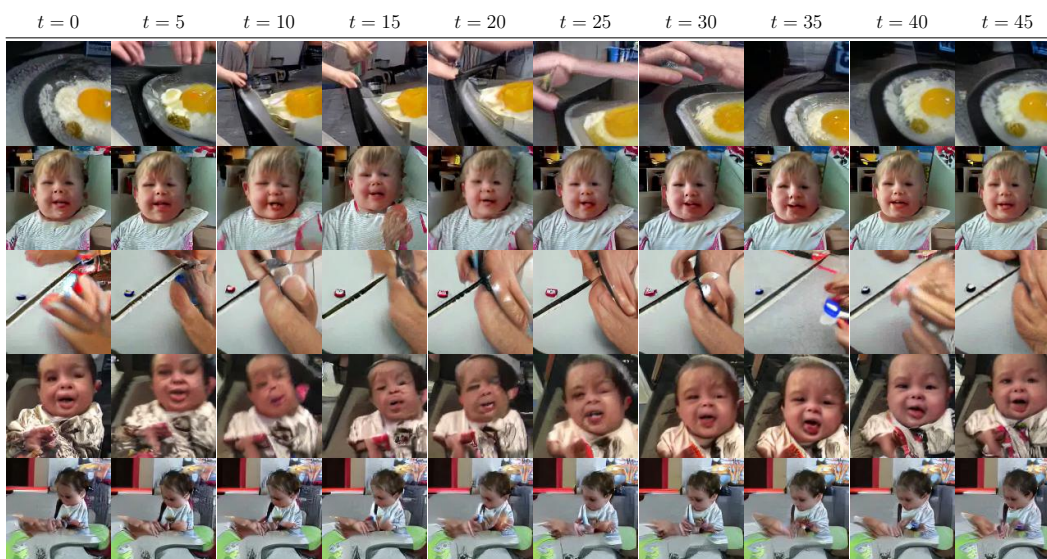 t = 0 t = 5 t = 10 t = 15 t = 20 t = 25 t = 30 t = 35 t = 40 t = 45